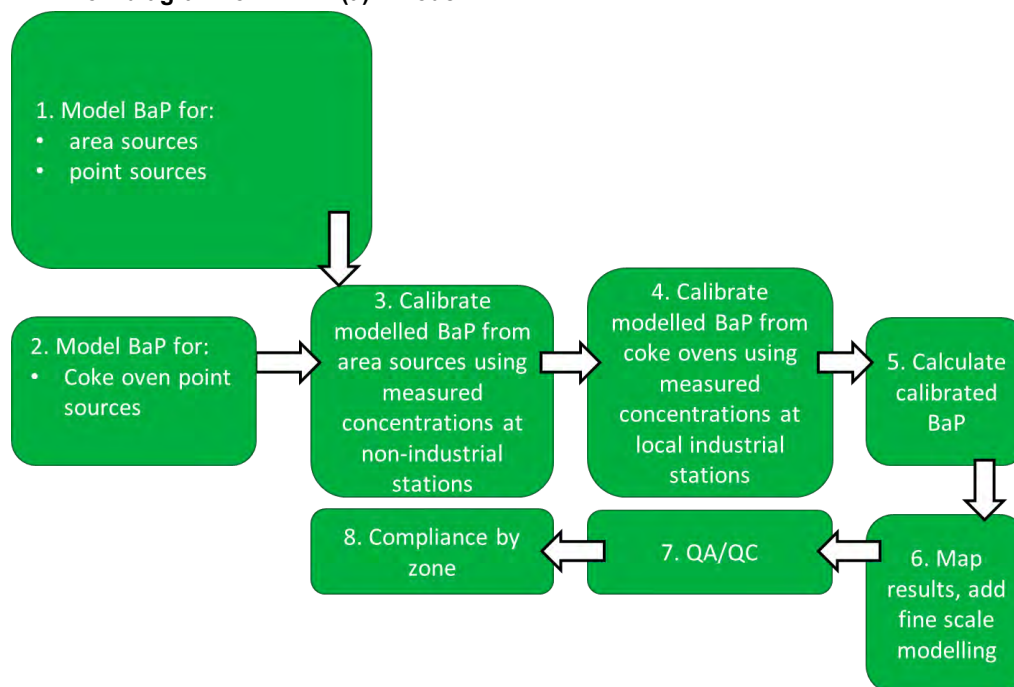 1. Model BaP for:
• area sources
• point sources
2. Model BaP for:
• Coke oven point
sources
3. Calibrate
modelled BaP from
area sources using
measured
concentrations at
non-industrial
stations
4. Calibrate
modelled BaP from
coke ovens using
measured
concentrations at
local industrial
stations
5. Calculate
calibrated
BaP
6. Map
results, add
fine scale
modelling
7. QA/QC
8. Compliance by
zone